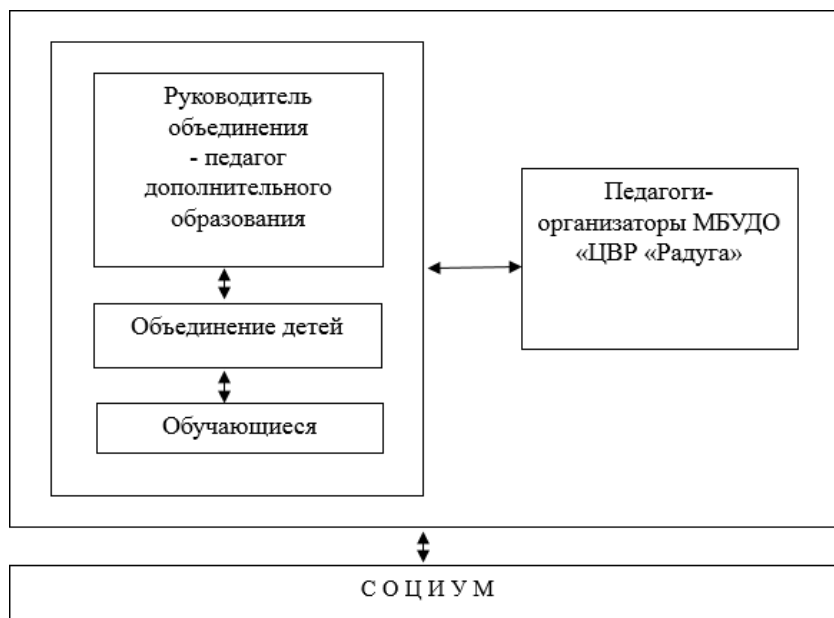 Руководитель
объединения
- педагог
дополнительного
образования
Объединение детей
Обучающиеся
Педагоги-
организаторы МБУДО
«ЦВР «Радуга»
С О Ц И У М